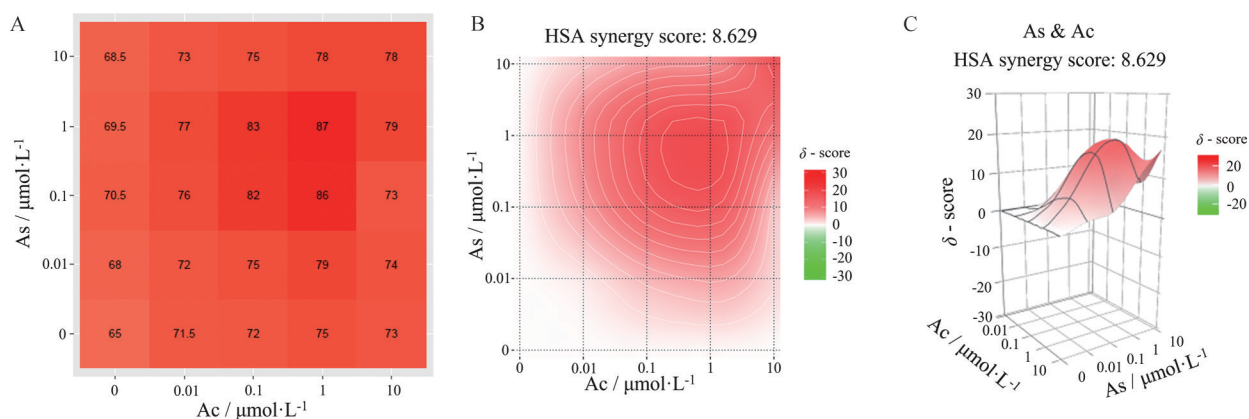 A
10
68.5 73 75 78 78
1
69.5 77 83 87 79
0.1
70.5 76 82 86 73
0.01
68 72 75 79 74
0
65 71.5 72 75 73
0 0.01 0.1 1 10
As / μmol·L-1
Ac / μmol·L-1
B
HSA synergy score: 8.629
10
1
0.1
0.01
0
0 0.01 0.1 1 10
As / μmol·L-1
Ac / μmol·L-1
δ - score
30
20
10
0
-10
-20
-30
C
As & Ac
HSA synergy score: 8.629
30
20
10
0
-10
-20
-30
δ - score
0.01
0.1
1
10
Ac / μmol·L-1
0 0.01 0.1 1 10
As / μmol·L-1
δ - score
20
10
0
-10
-20